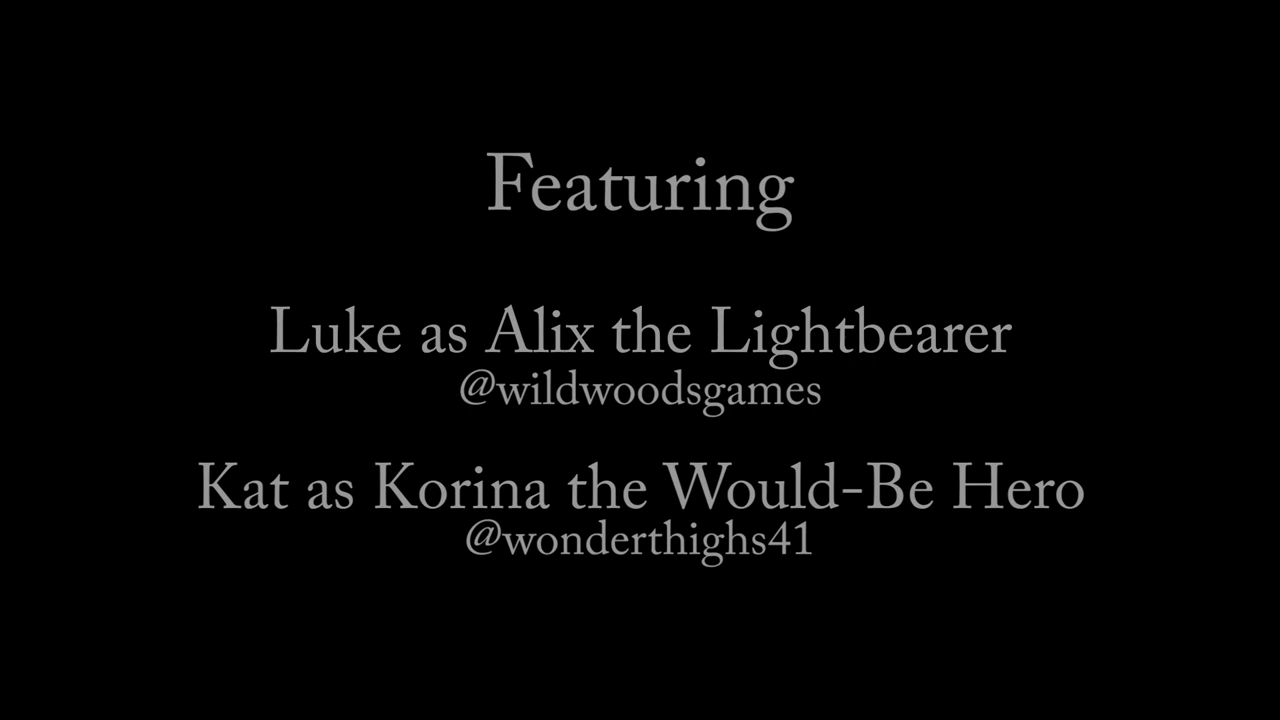 Featuring
Luke as Alix the Lightbearer
@wildwoodsgames
Kat as Korina the Would-Be Hero
@wonderthighs41